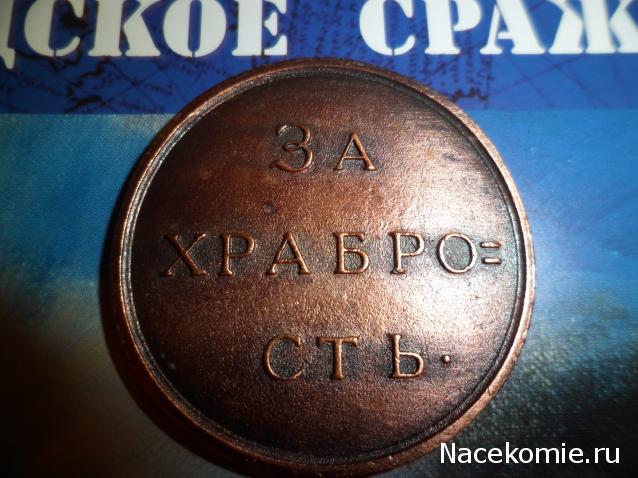 ДСКОЕ СРАЖ
ЗА
ХРАБРО=
СТЬ.
Nacekomie.ru